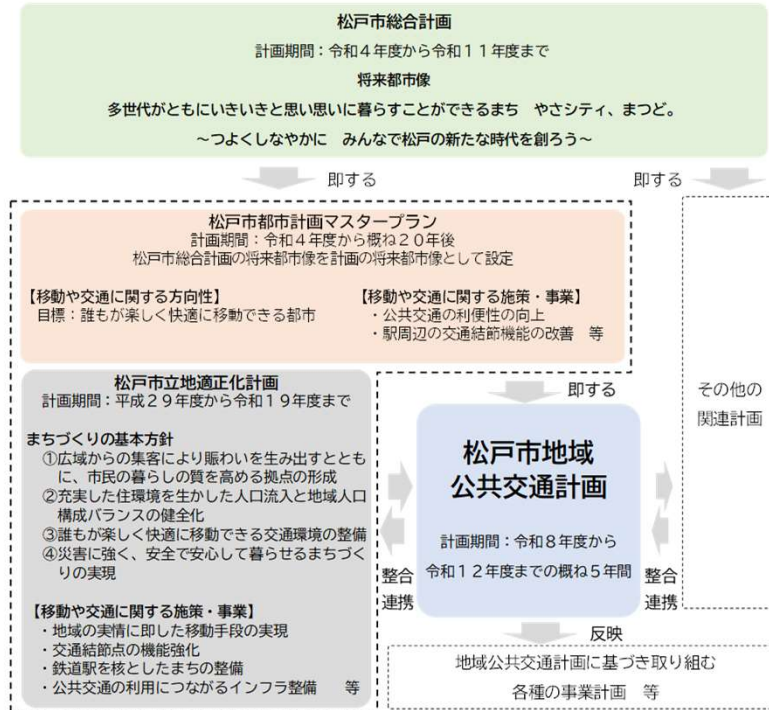 松戸市総合計画
計画期間：令和４年度から令和１１年度まで
将来都市像
多世代がともにいきいきと思い思いに暮らすことができるまち　やさシティ、まつど。
～つよくしなやかに　みんなで松戸の新たな時代を創ろう～
即する
即する
松戸市都市計画マスタープラン
計画期間：令和４年度から概ね２０年後
松戸市総合計画の将来都市像を計画の将来都市像として設定
【移動や交通に関する方向性】
目標：誰もが楽しく快適に移動できる都市
【移動や交通に関する施策・事業】
・公共交通の利便性の向上
・駅周辺の交通結節機能の改善　等
松戸市立地適正化計画
計画期間：平成２９年度から令和１９年度まで
まちづくりの基本方針
①広域からの集客により賑わいを生み出すととも
に、市民の暮らしの質を高める拠点の形成
②充実した住環境を生かした人口流入と地域人口
構成バランスの健全化
③誰もが楽しく快適に移動できる交通環境の整備
④災害に強く、安全で安心して暮らせるまちづく
りの実現
【移動や交通に関する施策・事業】
・地域の実情に即した移動手段の実現
・交通結節点の機能強化
・鉄道駅を核としたまちの整備
・公共交通の利用につながるインフラ整備　等
即する
松戸市地域
公共交通計画
計画期間：令和８年度から
令和１２年度までの概ね５年間
整合
連携
整合
連携
その他の
関連計画
反映
地域公共交通計画に基づき取り組む
各種の事業計画　等